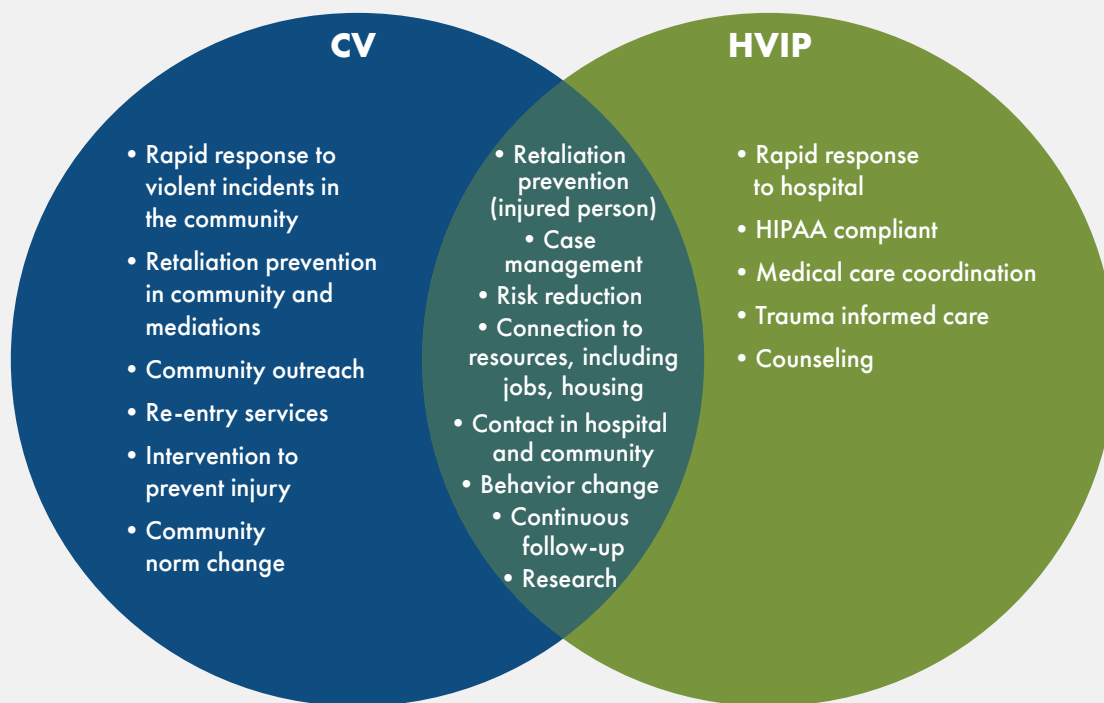 CV
• Rapid response to
violent incidents in
the community
• Retaliation prevention
in community and
mediations
• Community outreach
• Re-entry services
• Intervention to
prevent injury
• Community
norm change
• Retaliation
prevention
(injured person)
• Case
management
• Risk reduction
• Connection to
resources, including
jobs, housing
• Contact in hospital
and community
• Behavior change
• Continuous
follow-up
• Research
HVIP
• Rapid response
to hospital
• HIPAA compliant
• Medical care coordination
• Trauma informed care
• Counseling